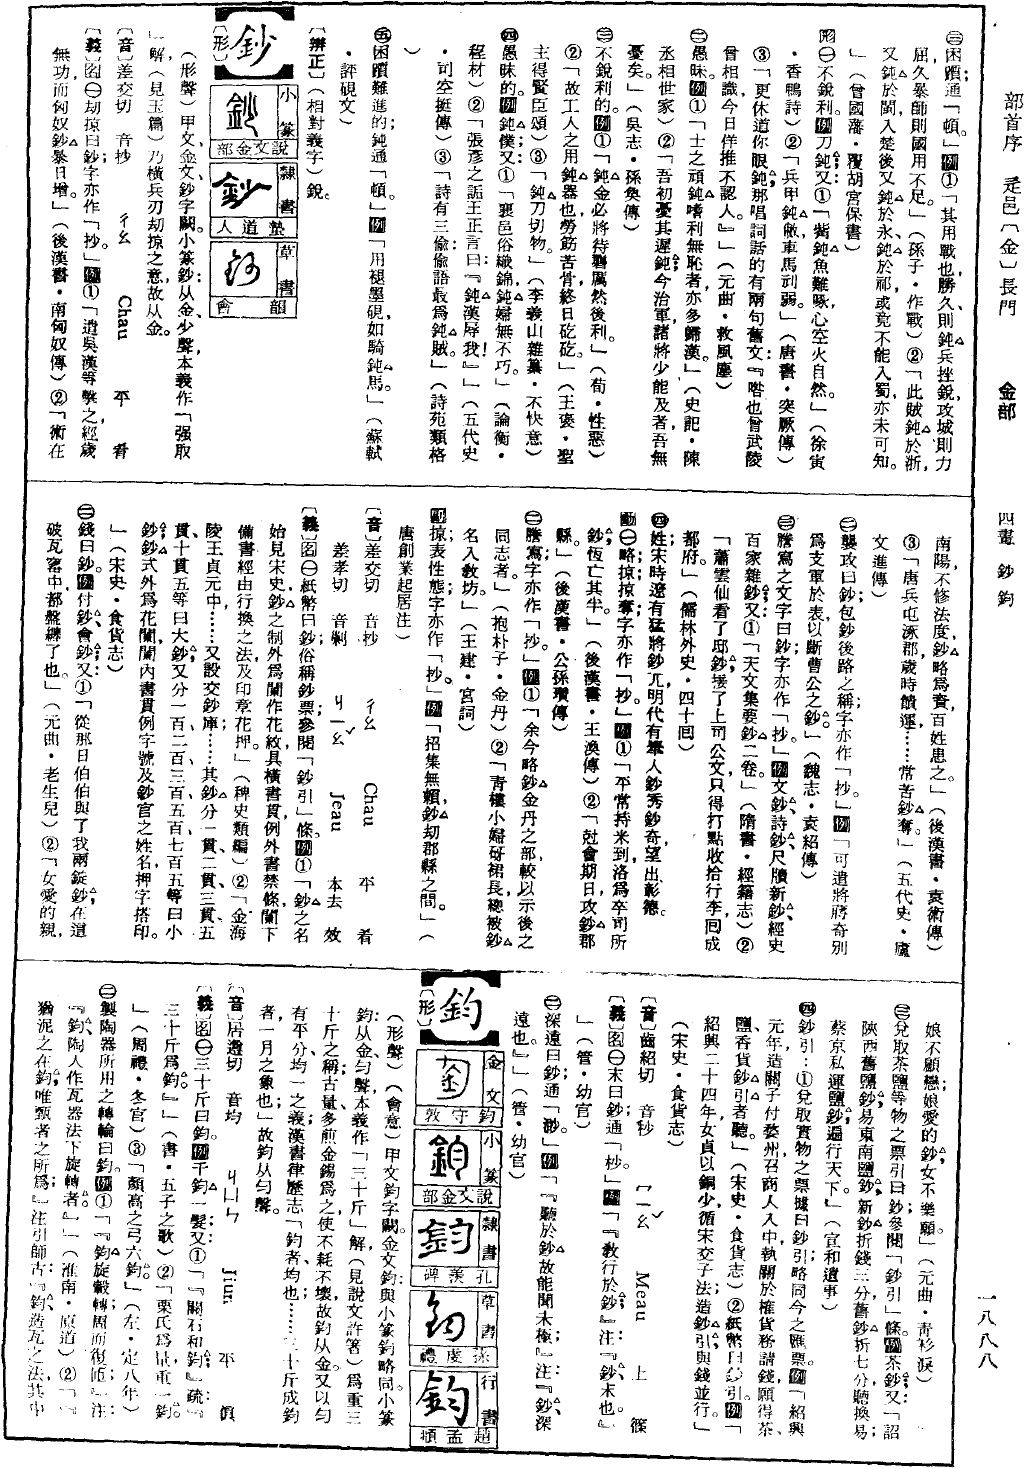 部首序 辵邑〔金〕長門 金部 四畫 鈔 鈞 一八八八
㊂困躓通「頓」例①「其用戰也勝久則鈍兵挫銳攻城則力
屈久暴師則國用不足。」（孫子・作戰）②「此賊鈍於浙
又鈍於閩入楚後又鈍於永鈍於祁或竟不能入蜀亦未可知。
」（曾國藩・覆胡宮保書）
形㊀不銳利。例刀鈍；又①「觜鈍魚難啄心空火自然。」（徐寅
・香鴨詩）②「兵甲鈍敝車馬刓弱。」（唐書・突厥傳）
③「更休道你眼鈍那唱詞話的有兩句舊文：『咱也曾武陵
曾相識今日佯推不認人。』」（元曲・救風塵）
㊁愚昧。例①「士之頑鈍嗜利無恥者亦多歸漢。」（史記・陳
丞相世家）②「吾初憂其遲鈍今治軍諸將少能及者吾無
憂矣。」（吳志・孫奐傳）
㊂不銳利的。例①「鈍金必將待礱厲然後利。」（荀・性惡）
②「故工人之用鈍器也勞筋苦骨終日矻矻。」（王褒・聖
主得賢臣頌）③「鈍刀切物。」（李義山雜纂・不快意）
㊃愚昧的。例鈍僕；又①「襄邑俗織錦鈍婦無不巧。」（論衡・
程材）②「張彥之詬王正言曰：『鈍漢辱我！』」（五代史
・司空挺傳）③「詩有三偷偷語最爲鈍賊。」（詩苑類格
）
㊄困躓難進的；鈍通「頓。」例「用褪墨硯如騎鈍馬。」（蘇軾
・評硯文）
〔辨正〕（相對義字）銳。
鈔
〔形〕
小篆 說文金部
隸書 墊道人
草書 韻會
（形聲）甲文金文鈔字闕。小篆鈔：从金少聲，本義作「强取
」解（見玉篇）乃橫兵刃劫掠之意，故从金。
〔音〕差交切 音抄 ㄔㄠ Chau 平 肴
〔義〕图㊀劫掠曰鈔；字亦作「抄。」例①「遣吳漢等擊之經歲
無功而匈奴鈔暴日增。」（後漢書・南匈奴傳）②「術在
南陽不修法度鈔略爲資百姓患之。」（後漢書・袁術傳）
③「唐兵屯涿郡歲時饋運……常苦鈔奪。」（五代史・盧
文進傳）
㊁襲攻曰鈔；包鈔後路之稱；字亦作「抄。」例「可遣將蔣奇別
爲支軍於表以斷曹公之鈔。」（魏志・袁紹傳）
㊂謄寫之文字曰鈔；字亦作「抄。」例文鈔、詩鈔、尺牘新鈔、經史
百家雜鈔；又①「天文集要鈔二卷。」（隋書・經籍志）②
「蕭雲仙看了邸鈔接了上司公文只得打點收拾行李回成
都府。」（儒林外史・四十回）
㊃姓宋時遼有猛將鈔兀明代有舉人鈔秀鈔奇望出彰德。
動㊀略；掠；掠奪字亦作「抄。」例①「平常持米到洛爲卒司所
鈔；恆亡其半。」（後漢書・王渙傳）②「尅會期日攻鈔郡
縣。」（後漢書・公孫瓚傳）
㊁謄寫；字亦作「抄。」例①「余今略鈔金丹之部較以示後之
同志者。」（抱朴子・金丹）②「青樓小婦砑裙長總被鈔
名入敎坊。」（王建・宮詞）
副掠；表性態；字亦作「抄。」例「招集無賴鈔劫郡縣之間。」（
唐創業起居注）
〔音〕差交切 音抄 ㄔㄠ Chau 平 肴
差孝切 音剿 ㄐㄧㄠˇ Jeau 本去 效
〔義〕图㊀紙幣曰鈔；俗稱鈔票；參閱「鈔引」條。例①「鈔之名
始見宋史鈔之制外爲闌作花紋具橫書貫例外書禁條闌下
備書經由行換之法及印章花押。」（稗史類編）②「金海
陵王貞元中……又設交鈔庫……其鈔分一貫、二貫、三貫、五
貫、十貫五等曰大鈔又分一百二百三百五百七百五等曰小
鈔鈔式外爲花闌闌內書貫例字號及鈔官之姓名押字搭印。
」（宋史・食貨志）
㊁錢曰鈔。例付鈔會鈔；又①「從那日伯伯與了我兩錠鈔在道
破瓦窰中都盤纏了也。」（元曲・老生兒）②「女愛的親
娘不顧戀娘愛的鈔女不樂願。」（元曲・靑衫淚）
㊂兌取茶鹽等物之票引曰鈔；參閱「鈔引」條。例茶鈔；又「詔
陝西舊鹽鈔易東南鹽鈔新鈔折錢三分舊鈔折七分聽換易；
蔡京私運鹽鈔遍行天下。」（宣和遺事）
㊃鈔引：①兌取實物之票據曰鈔引略同今之匯票。例「紹興
元年造關子付婺州召商人入中執關於榷貨務請錢願得茶、
鹽香貨鈔引者聽。」（宋史・食貨志）②紙幣曰鈔引。例「
紹興二十四年女貞以銅少循宋交子法造鈔引與錢並行。」
（宋史・食貨志）
〔音〕齒紹切 音秒 ㄇㄧㄠˇ Meau 上 篠
〔義〕图㊀末曰鈔；通「杪。」例「『敎行於鈔。』注：『鈔末也。』
」（管・幼官）
㊁深遠曰鈔；通「渺。」例「『聽於鈔故能聞未極。』注：『鈔、深
遠也。』」（管・幼官）
鈞
〔形〕
金文 鈞守敦
小篆 說文金部
隸書 孔羨碑
草書 孫虔禮
行書 趙孟頫
（形聲）（會意）甲文鈞字闕。金文鈞：與小篆鈞略同。小篆
鈞：从金勻聲，本義作「三十斤」解（見說文許箸）爲重三
十斤之稱；古量多煎金錫爲之使不耗不壞，故鈞从金。又以勻
有平分、均一之義漢書律歷志「鈞者均也……三十斤成鈞
者一月之象也」故鈞从勻聲。
〔音〕居遵切 音均 ㄐㄩㄣ Jiun 平 眞
〔義〕图㊀三十斤曰鈞。例千鈞一髮；又①「『關石和鈞。』疏：『
三十斤爲鈞。』」（書・五子之歌）②「㮚氏爲量重一鈞。
」（周禮・冬官）③「顏高之弓六鈞。」（左・定八年）
㊁製陶器所用之轉輪曰鈞。例①「『鈞旋轂轉周而復匝。』注：
『鈞陶人作瓦器法下旋轉者。』」（淮南・原道）②「『
猶泥之在鈞唯甄者之所爲。』注引師古：『鈞造瓦之法其中